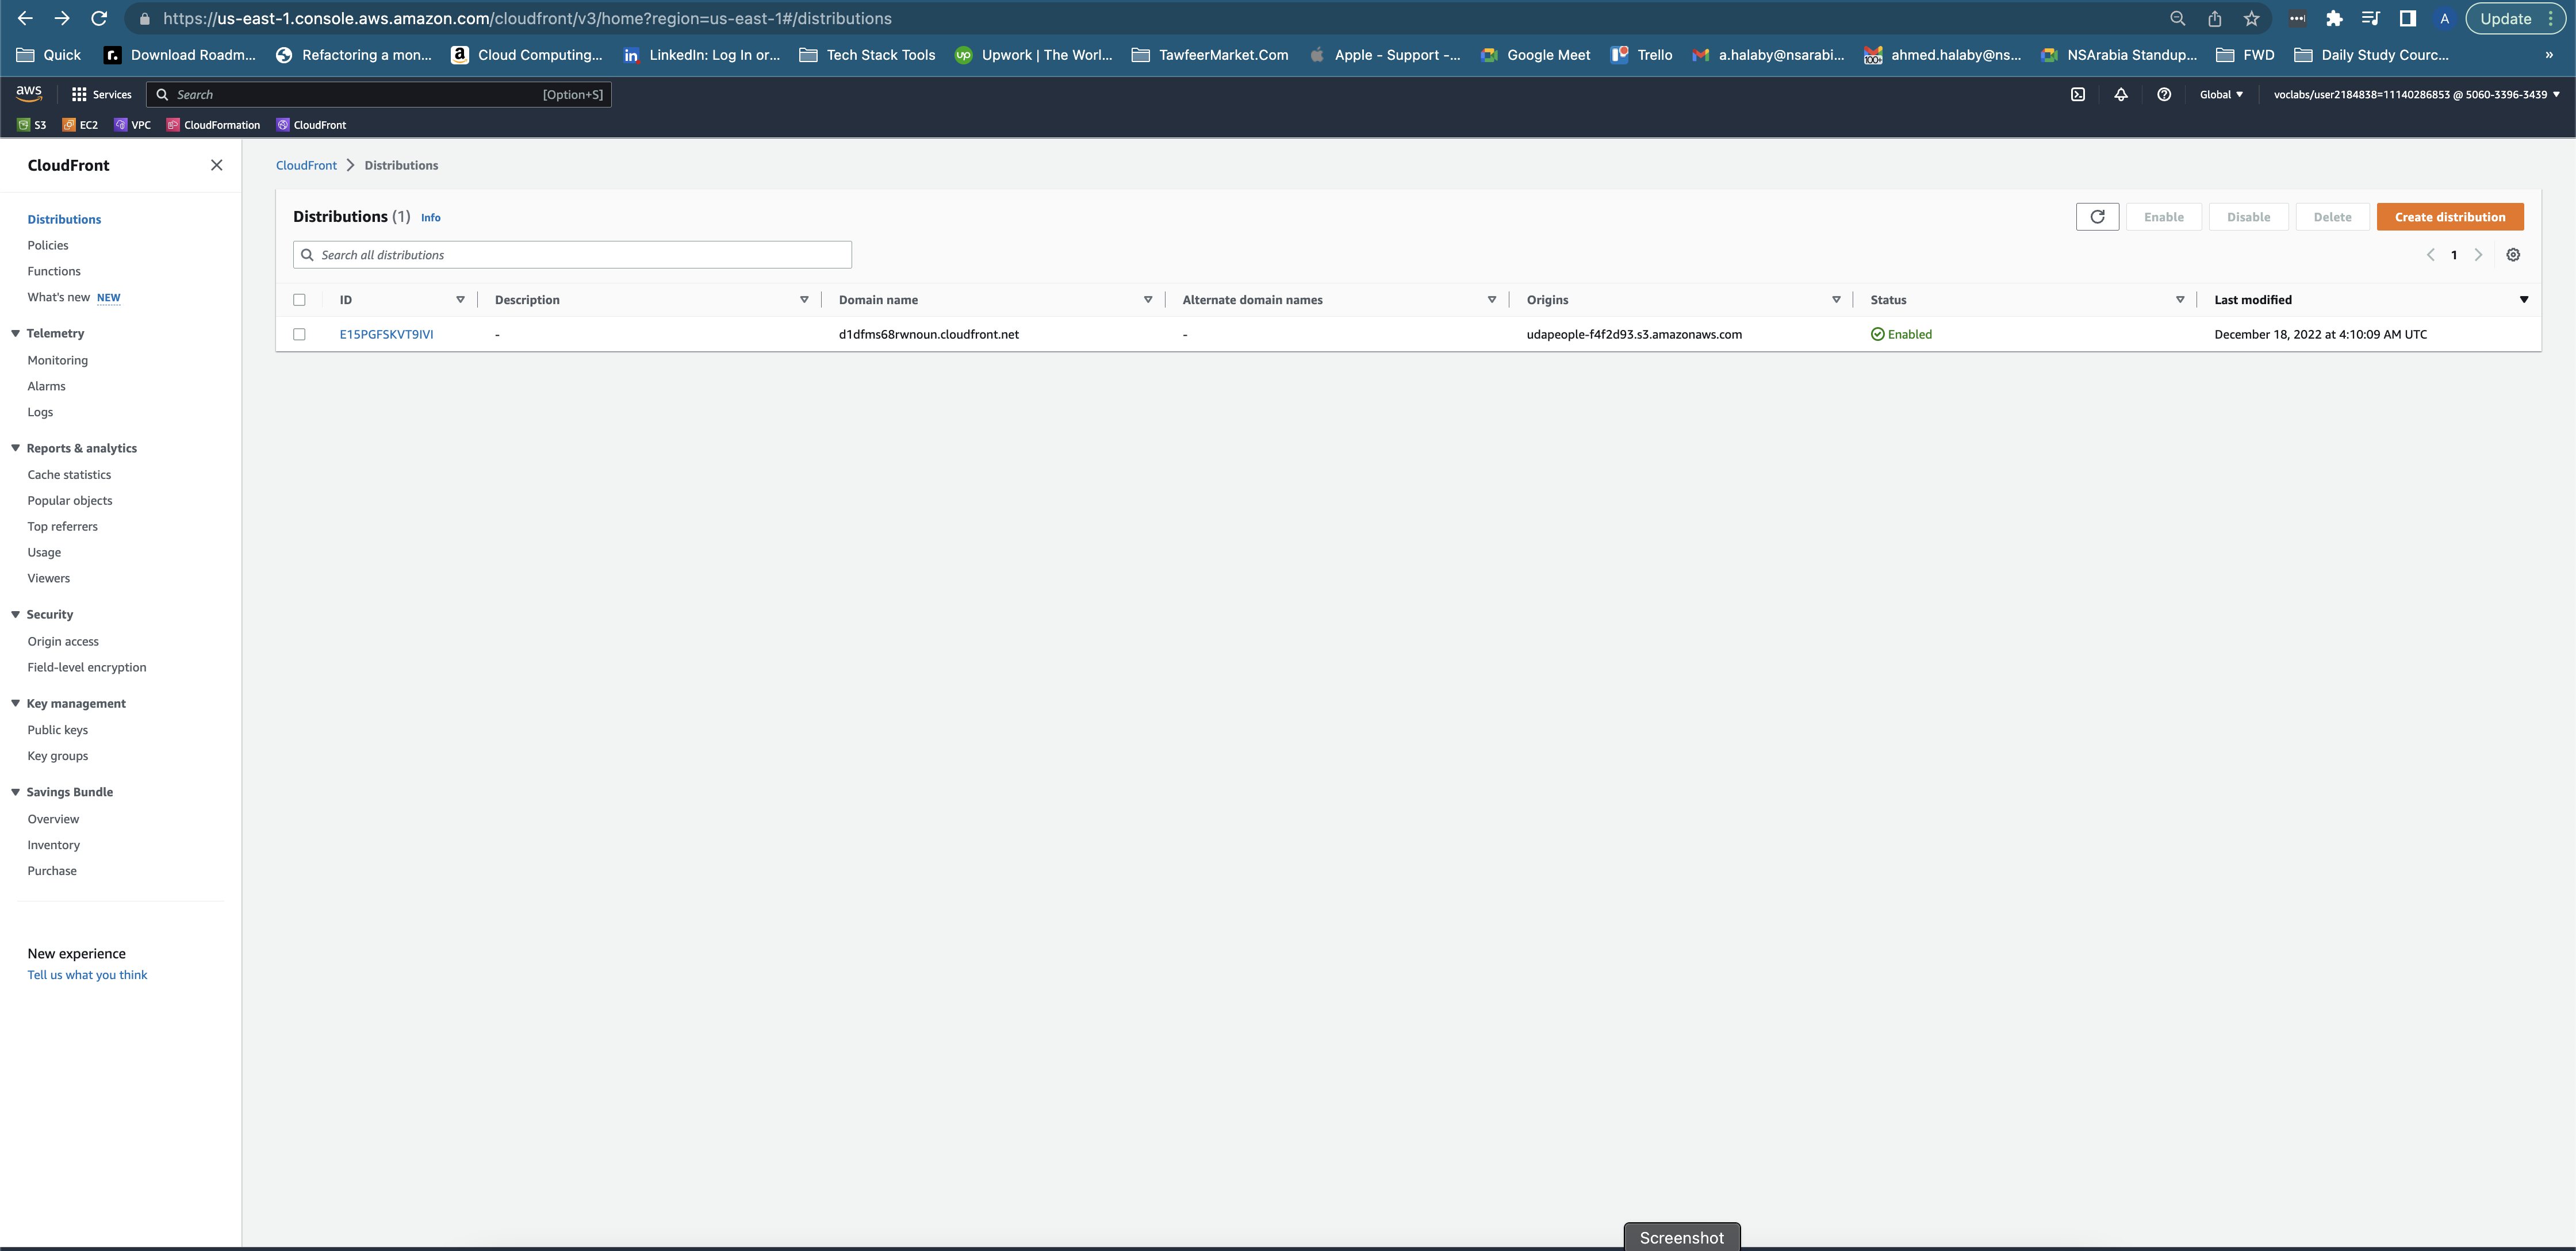 https://us-east-1.console.aws.amazon.com/cloudfront/v3/home?region=us-east-1#/distributions
A
Update
Quick
r. Download Roadm...
Refactoring a mon...
a Cloud Computing...
in LinkedIn: Log In or...
Tech Stack Tools
up Upwork | The Worl...
TawfeerMarket.Com
Apple - Support -...
Google Meet
Trello
a.halaby@nsarabi...
100+ ahmed.halaby@ns...
NSArabia Standup...
FWD
Daily Study Courc...
»
aws
Services
Search
[Option+S]
Global
voclabs/user2184838=11140286853 @ 5060-3396-3439
S3
EC2
VPC
CloudFormation
CloudFront
CloudFront
Distributions
Policies
Functions
What's new NEW
Telemetry
Monitoring
Alarms
Logs
Reports & analytics
Cache statistics
Popular objects
Top referrers
Usage
Viewers
Security
Origin access
Field-level encryption
Key management
Public keys
Key groups
Savings Bundle
Overview
Inventory
Purchase
New experience
Tell us what you think
CloudFront > Distributions
Distributions (1) Info
Enable
Disable
Delete
Create distribution
Search all distributions
1
ID Description Domain name Alternate domain names Origins Status Last modified
E15PGFSKVT9IVI - d1dfms68rwnoun.cloudfront.net - udapeople-f4f2d93.s3.amazonaws.com Enabled December 18, 2022 at 4:10:09 AM UTC
Screenshot